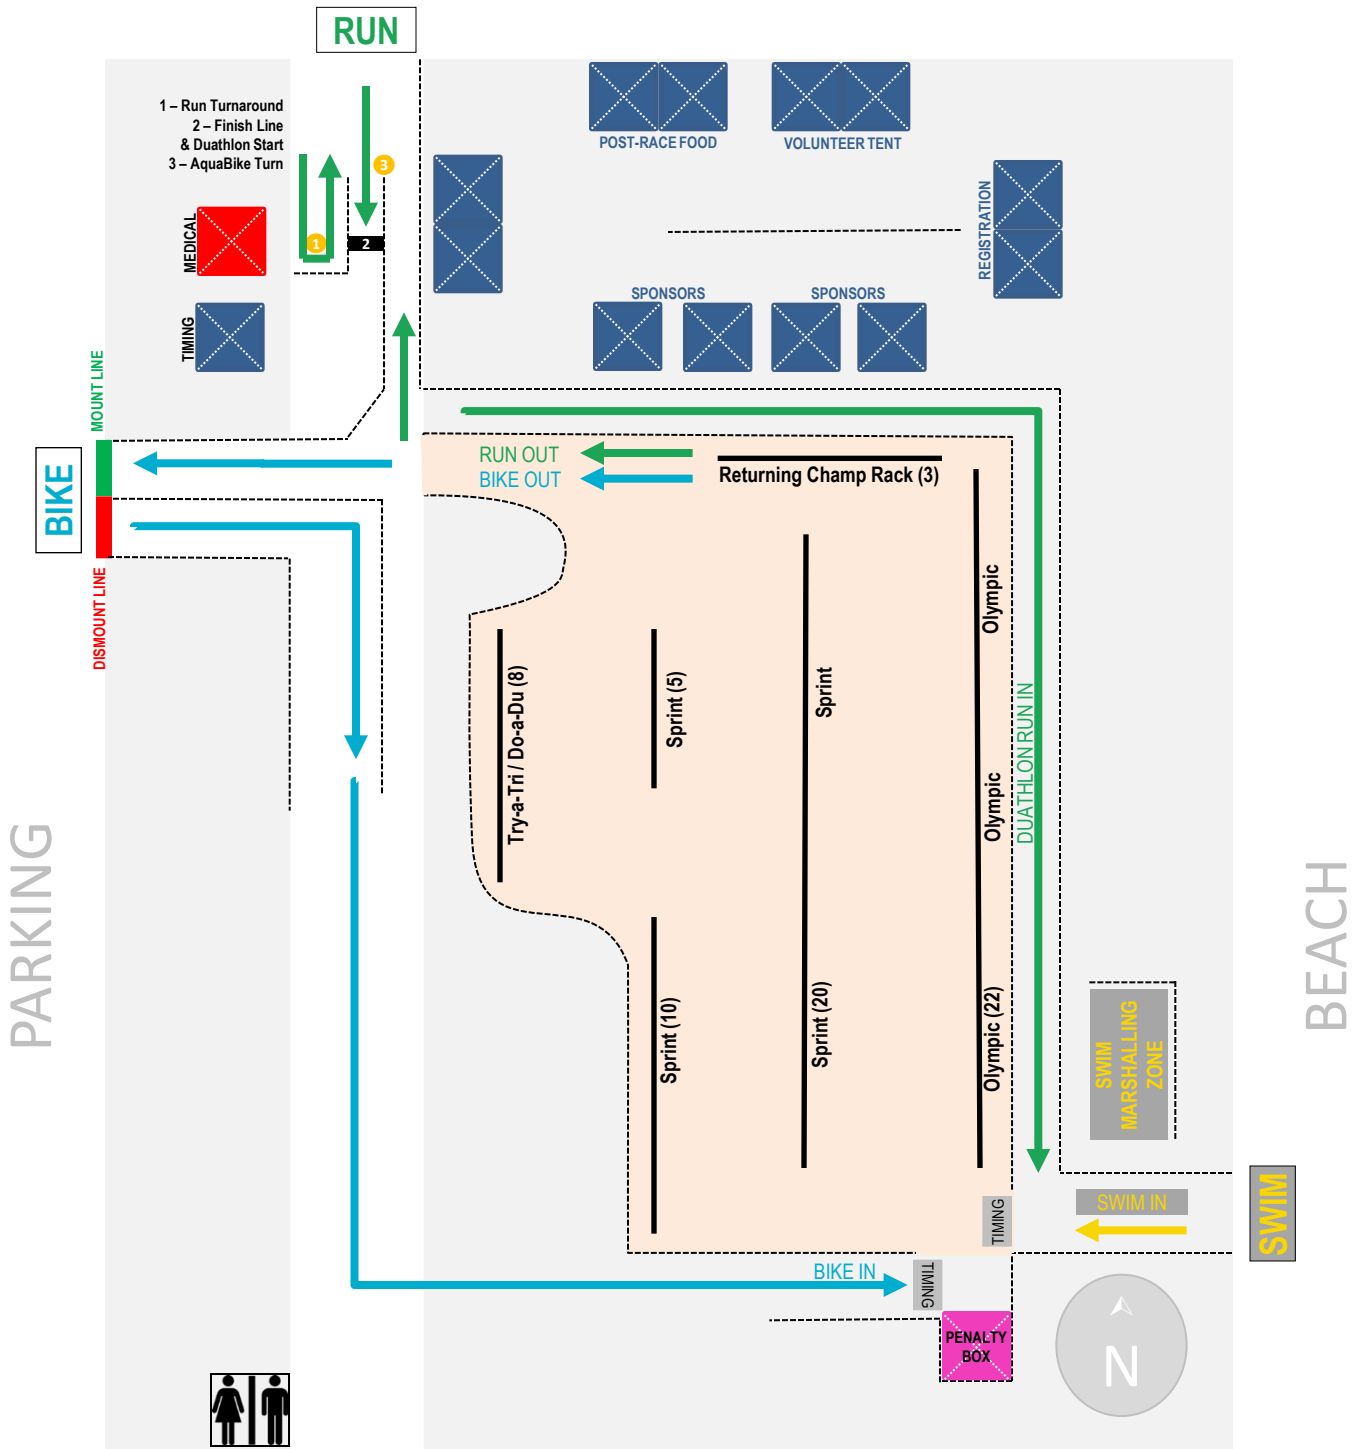 RUN
1 – Run Turnaround
2 – Finish Line
& Duathlon Start
3 – AquaBike Turn
3
1
2
MEDICAL
TIMING
POST-RACE FOOD
VOLUNTEER TENT
REGISTRATION
SPONSORS
SPONSORS
MOUNT LINE
BIKE
DISMOUNT LINE
RUN OUT
BIKE OUT
Returning Champ Rack (3)
Olympic
Sprint
Sprint (5)
Try-a-Tri / Do-a-Du (8)
Olympic
DUATHLON RUN IN
PARKING
BEACH
Sprint (10)
Sprint (20)
Olympic (22)
SWIM
MARSHALLING
ZONE
SWIM IN
SWIM
TIMING
BIKE IN
TIMING
PENALTY
BOX
N